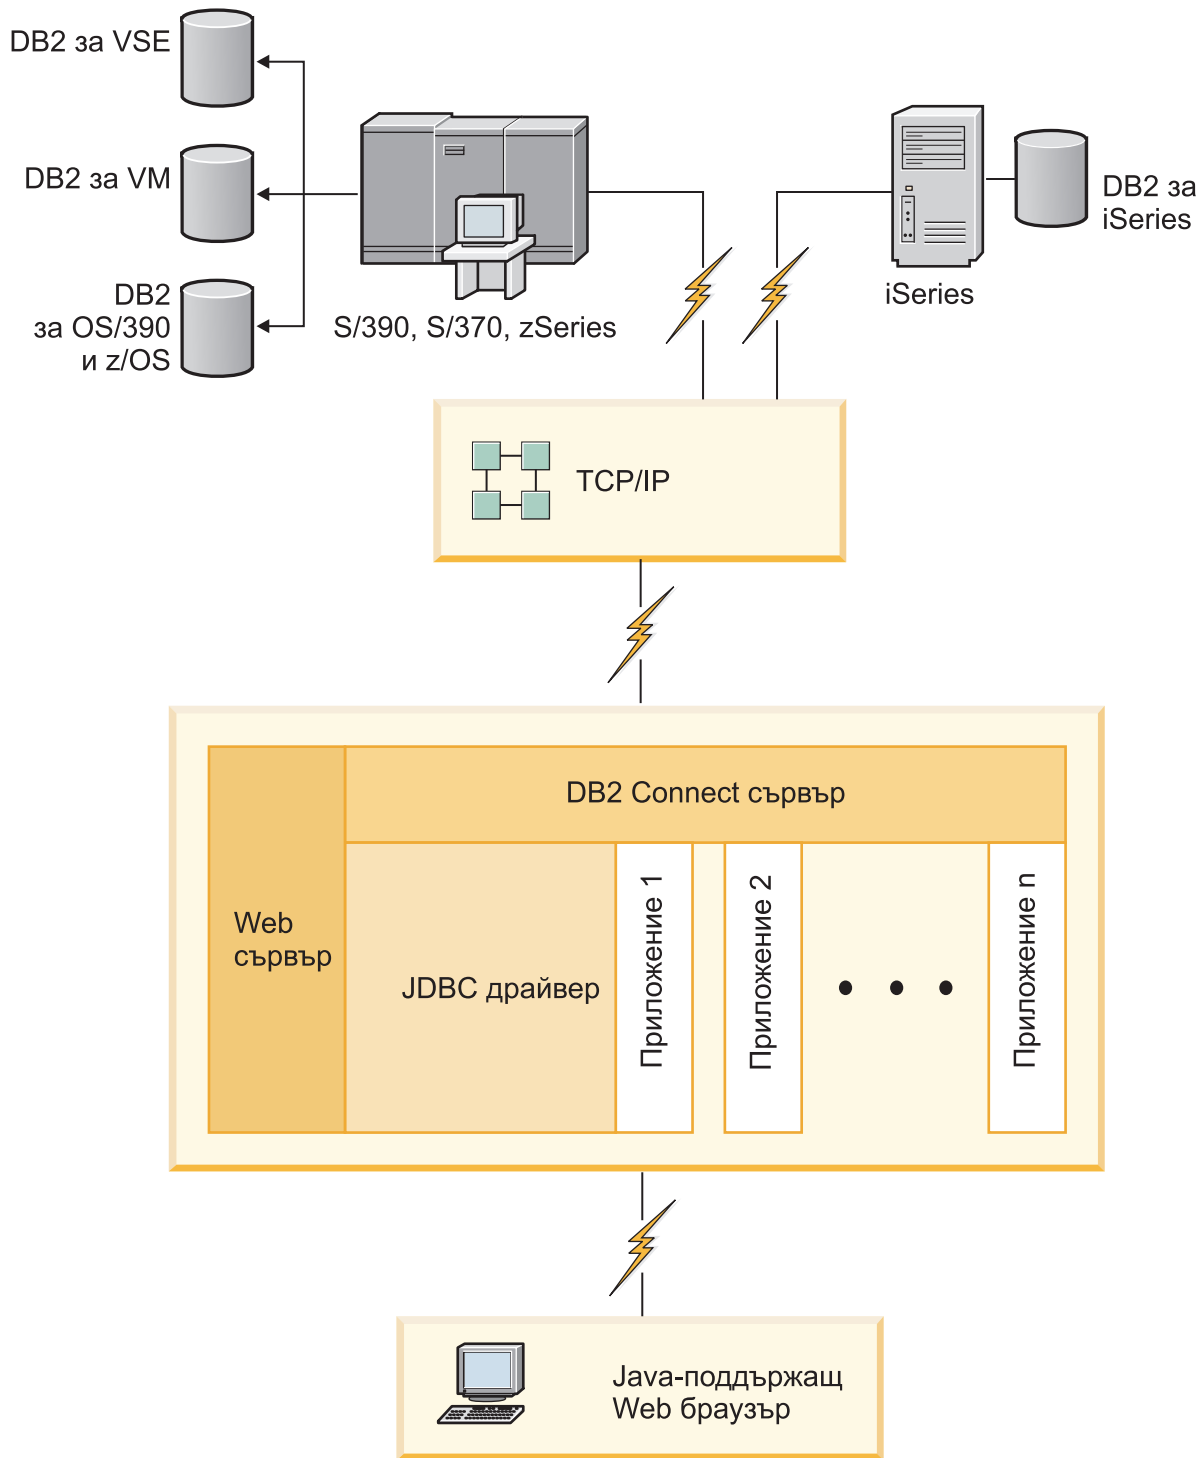 DB2 за VSE
DB2 за VM
DB2
за OS/390
и z/OS
S/390, S/370, zSeries
iSeries
DB2 за
iSeries
TCP/IP
DB2 Connect сървър
Web
сървър
JDBC драйвер
Приложение 1
Приложение 2
Приложение n
Java-поддържащ
Web браузър